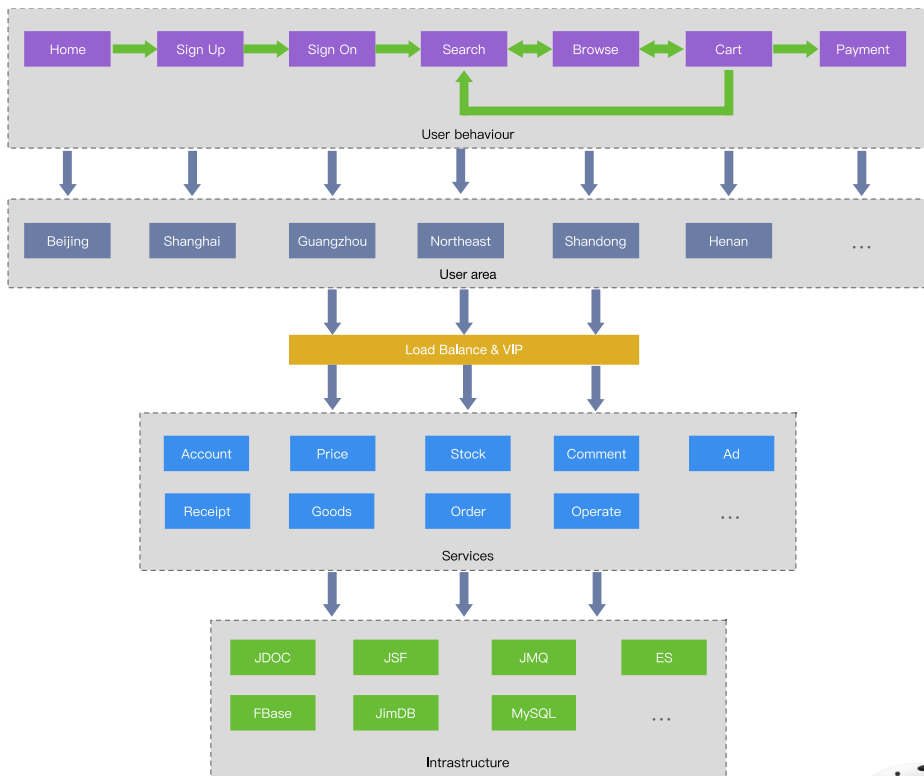 Home
Sign Up
Sign On
Search
Browse
Cart
Payment
User behaviour
Beijing
Shanghai
Guangzhou
Northeast
Shandong
Henan
...
User area
Load Balance & VIP
Account
Price
Stock
Comment
Ad
Receipt
Goods
Order
Operate
...
Services
JDOC
JSF
JMQ
ES
FBase
JimDB
MySQL
...
Intrastructure